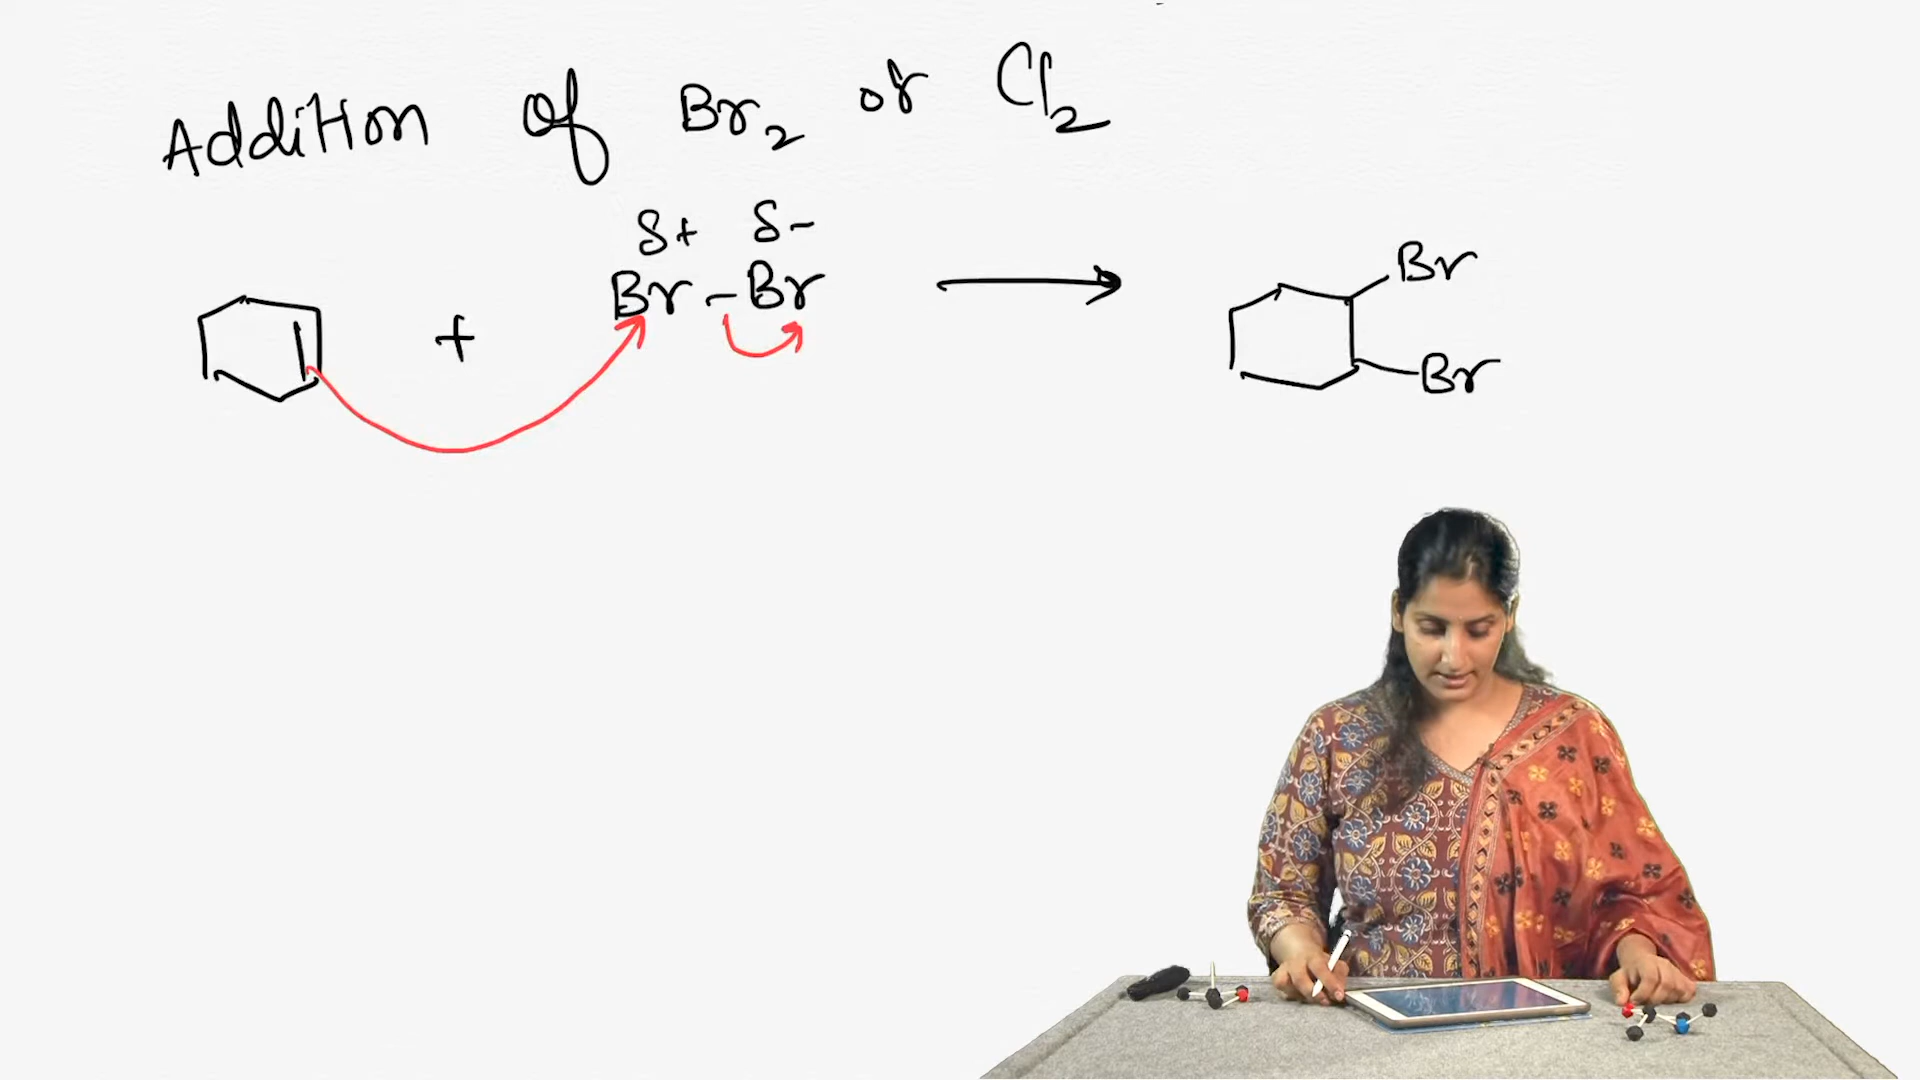 Addition of Br₂ or Cl₂
δ+ δ-
+ Br-Br → Br
Br